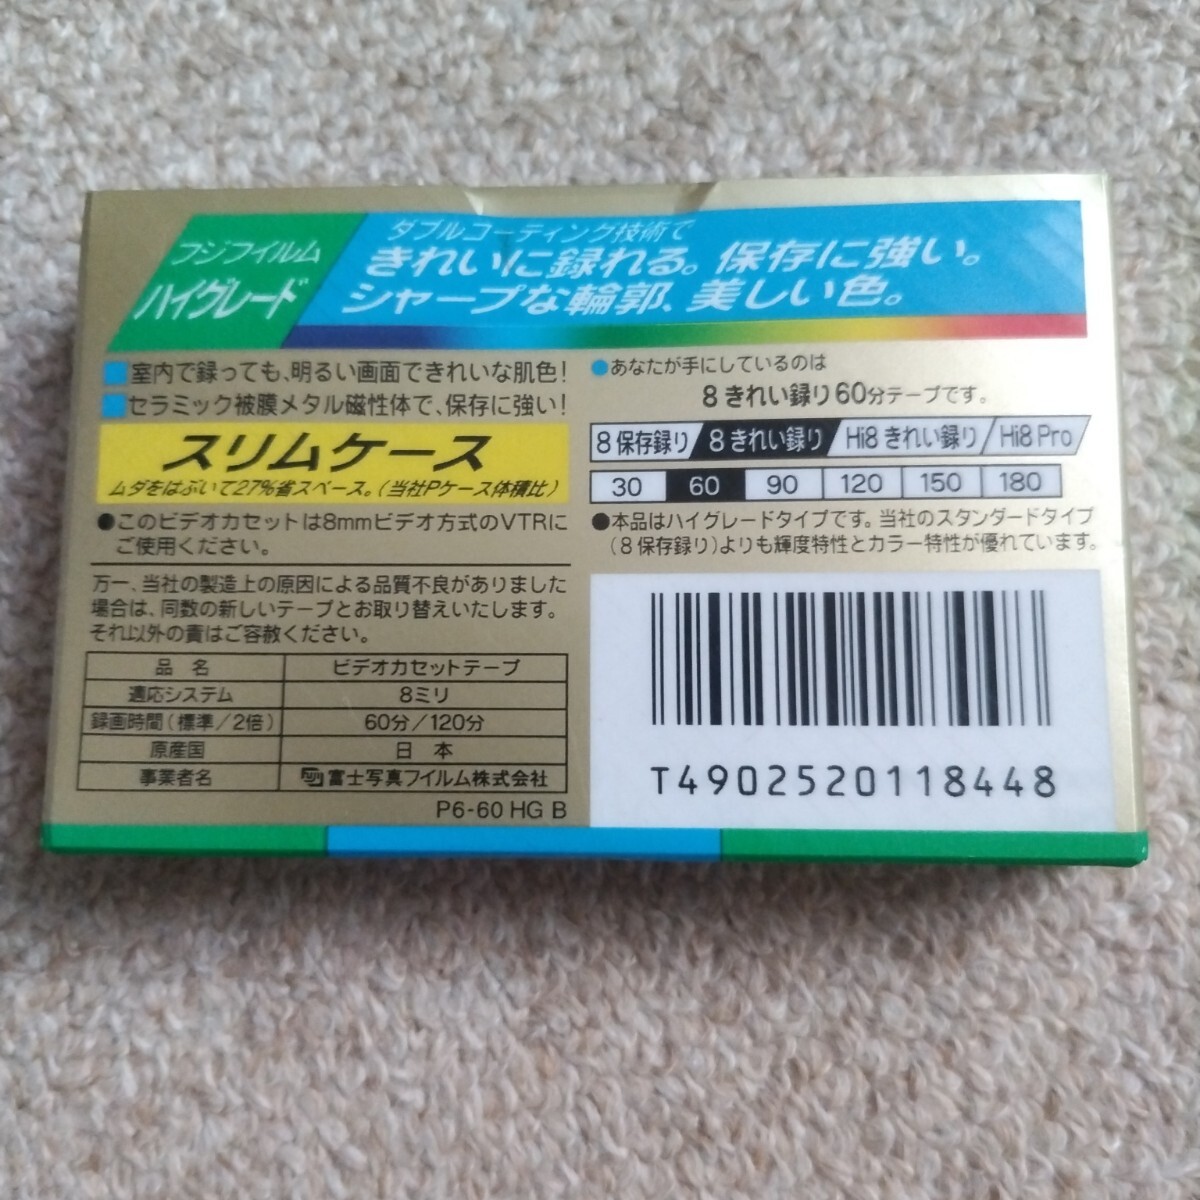 フジフイルム
ハイグレード
ダブルコーティング技術で
きれいに録れる。保存に強い。
シャープな輪郭、美しい色。
室内で録っても、明るい画面できれいな肌色!
セラミック被膜メタル磁性体で、保存に強い!
スリムケース
ムダをはぶいて27%省スペース。(当社Pケース体積比)
●このビデオカセットは8mmビデオ方式のVTRに
ご使用ください。
万一、当社の製造上の原因による品質不良がありました
場合は、同数の新しいテープとお取り替えいたします。
それ以外の責はご容赦ください。
品 名 ビデオカセットテープ
適応システム 8ミリ
録画時間(標準/2倍) 60分/120分
原産国 日 本
事業者名 FUJI 富士写真フイルム株式会社
P6-60 HG B
●あなたが手にしているのは
8きれい録り60分テープです。
8保存録り 8きれい録り Hi8きれい録り Hi8 Pro
30 60 90 120 150 180
●本品はハイグレードタイプです。当社のスタンダードタイプ
(8保存録り)よりも輝度特性とカラー特性が優れています。
T4902520118448